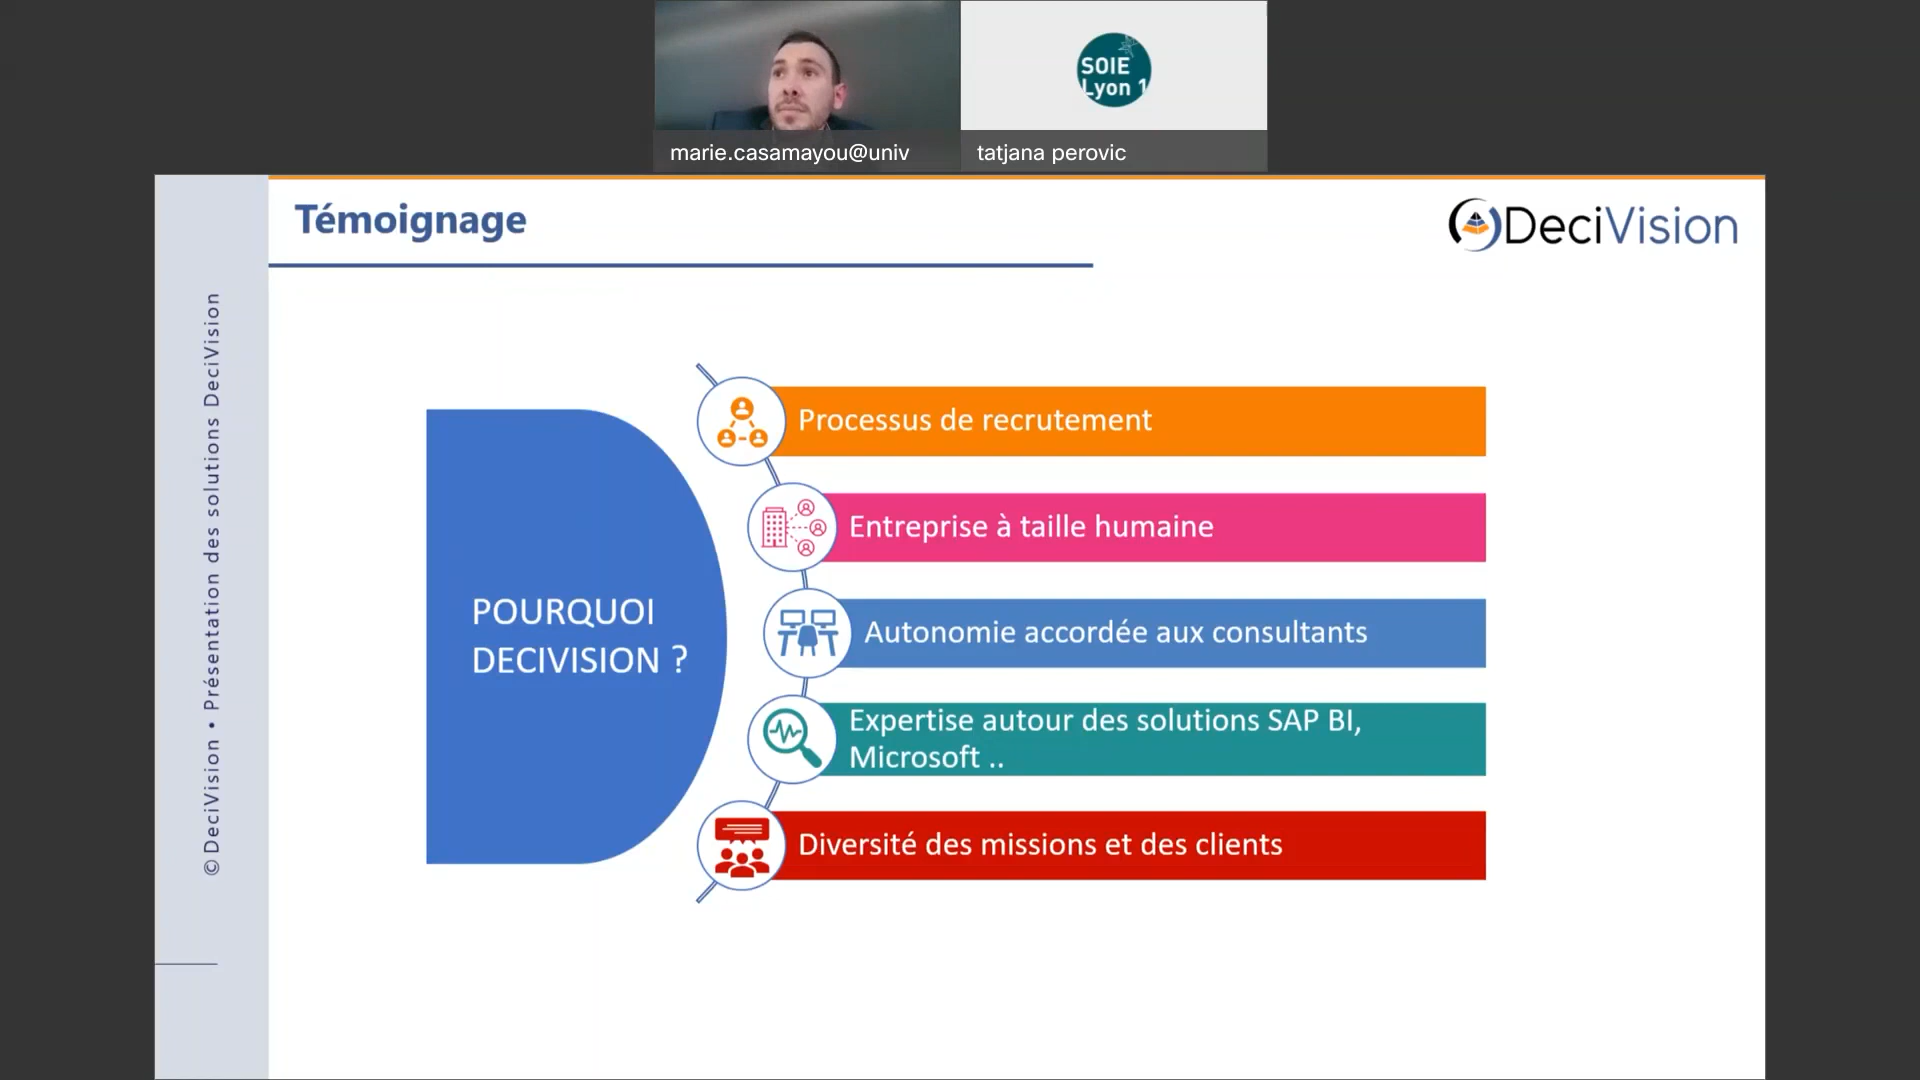 SOIE
Lyon 1
marie.casamayou@univ
tatjana perovic
Témoignage
DeciVision
©DeciVision • Présentation des solutions DeciVision
POURQUOI
DECIVISION ?
Processus de recrutement
Entreprise à taille humaine
Autonomie accordée aux consultants
Expertise autour des solutions SAP BI,
Microsoft ..
Diversité des missions et des clients